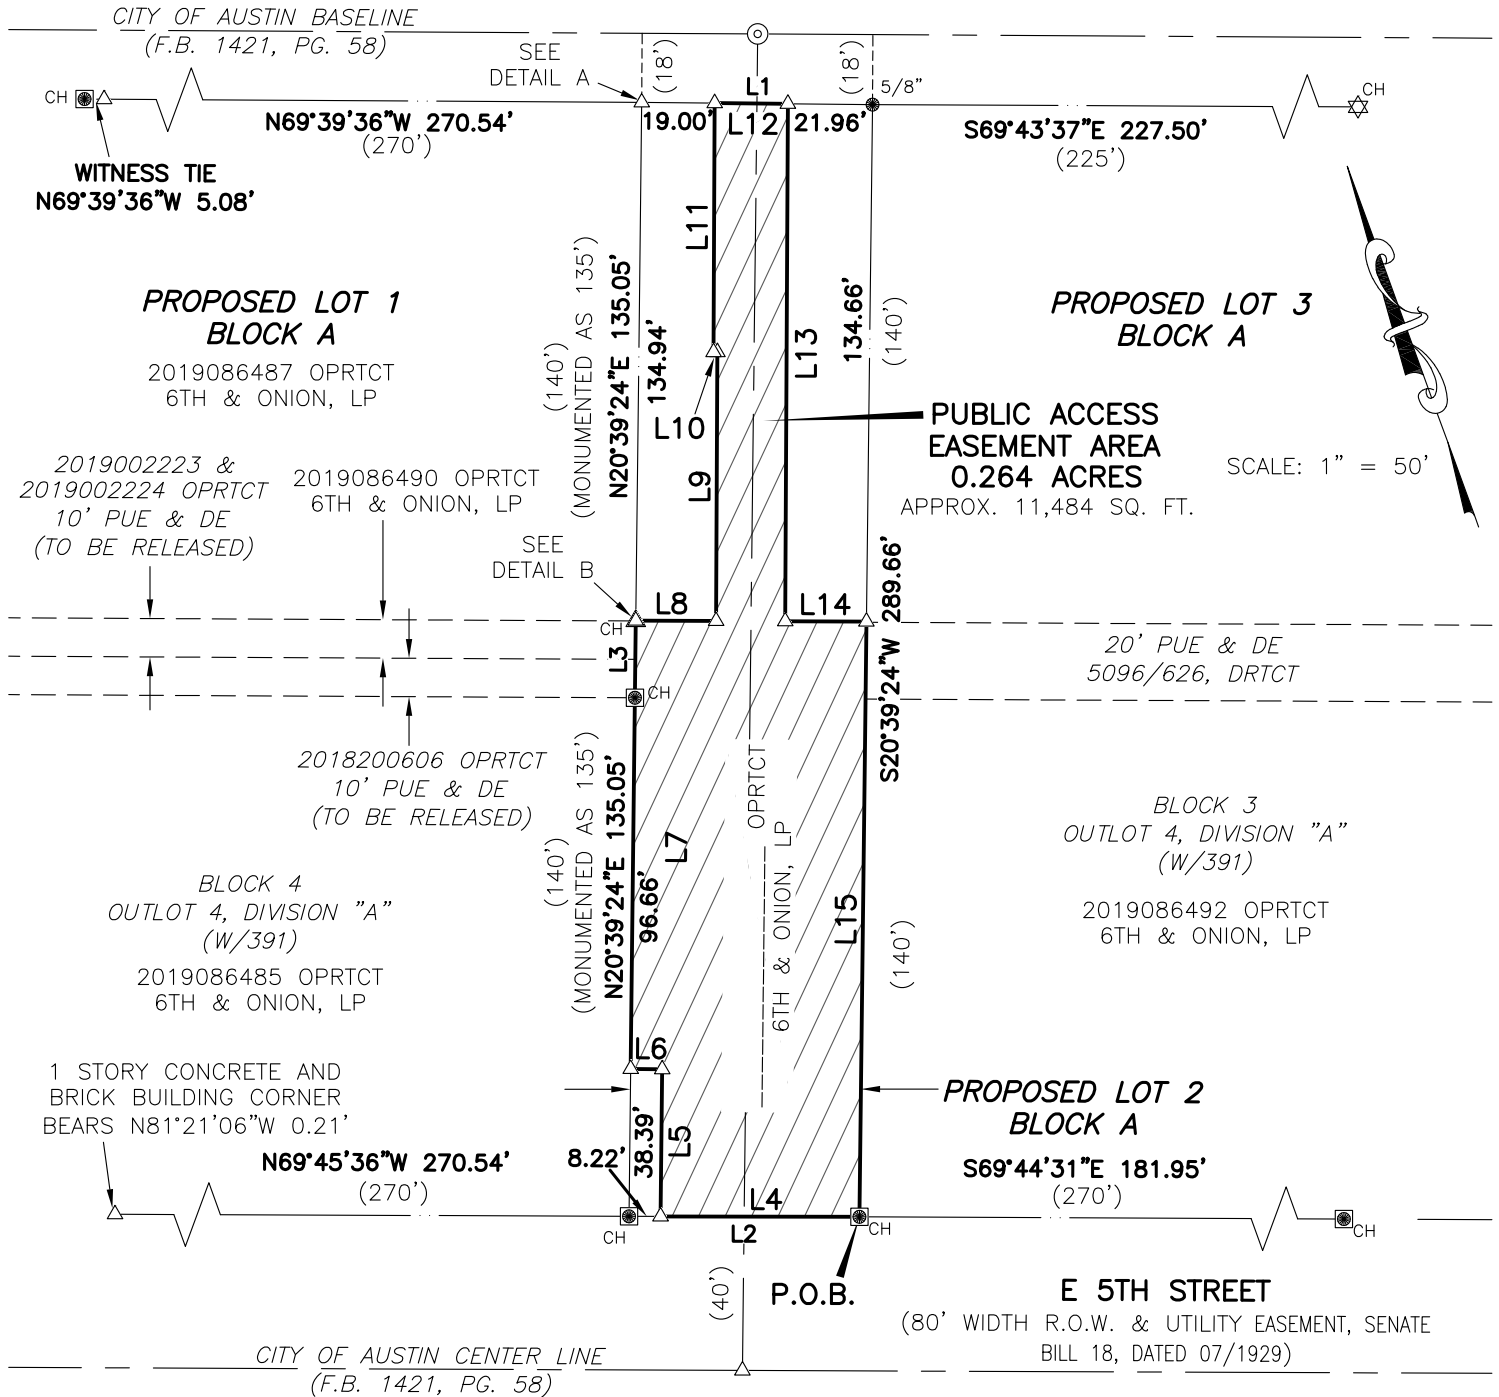 CITY OF AUSTIN BASELINE
(F.B. 1421, PG. 58)
SEE
DETAIL A
(18')
(18')
5/8"
CH
CH
L1
N69°39'36"W 270.54'
(270')
19.00'
L12
21.96'
S69°43'37"E 227.50'
(225')
WITNESS TIE
N69°39'36"W 5.08'
L11
(140')
(MONUMENTED AS 135')
N20°39'24"E 135.05'
134.94'
L13
134.66'
(140')
PROPOSED LOT 1
BLOCK A
2019086487 OPRTCT
6TH & ONION, LP
PROPOSED LOT 3
BLOCK A
L10
L9
PUBLIC ACCESS
EASEMENT AREA
0.264 ACRES
APPROX. 11,484 SQ. FT.
SCALE: 1" = 50'
2019002223 &
2019002224 OPRTCT
10' PUE & DE
(TO BE RELEASED)
2019086490 OPRTCT
6TH & ONION, LP
SEE
DETAIL B
S20°39'24"W 289.66'
L8
L14
CH
L3
CH
20' PUE & DE
5096/626, DRTCT
2018200606 OPRTCT
10' PUE & DE
(TO BE RELEASED)
(140')
(MONUMENTED AS 135')
N20°39'24"E 135.05'
96.66'
L7
OPRTCT
6TH & ONION, LP
L15
(140')
BLOCK 3
OUTLOT 4, DIVISION "A"
(W/391)
2019086492 OPRTCT
6TH & ONION, LP
BLOCK 4
OUTLOT 4, DIVISION "A"
(W/391)
2019086485 OPRTCT
6TH & ONION, LP
L6
1 STORY CONCRETE AND
BRICK BUILDING CORNER
BEARS N81°21'06"W 0.21'
PROPOSED LOT 2
BLOCK A
38.39'
L5
N69°45'36"W 270.54'
(270')
8.22'
S69°44'31"E 181.95'
(270')
L4
L2
CH
CH
CH
P.O.B.
(40')
E 5TH STREET
(80' WIDTH R.O.W. & UTILITY EASEMENT, SENATE
BILL 18, DATED 07/1929)
CITY OF AUSTIN CENTER LINE
(F.B. 1421, PG. 58)